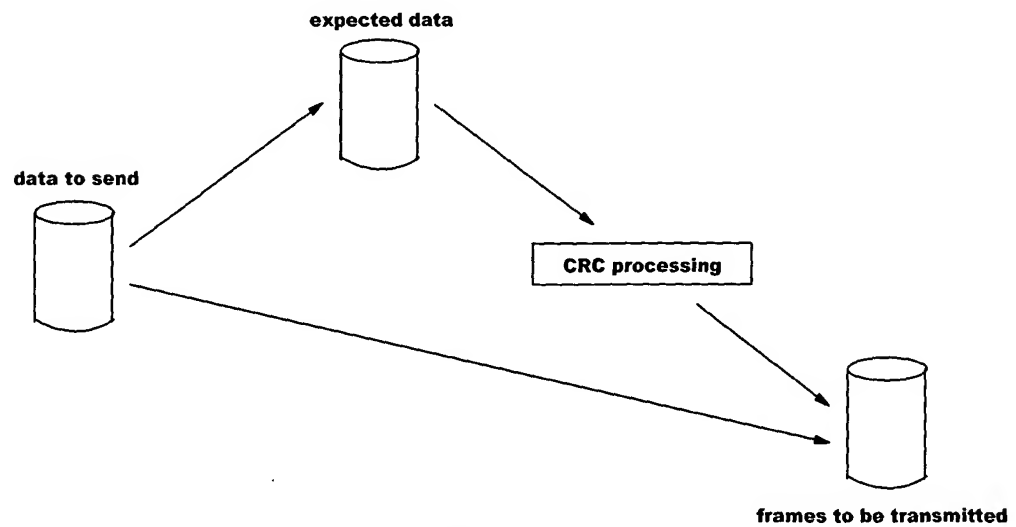 expected data
data to send
CRC processing
frames to be transmitted